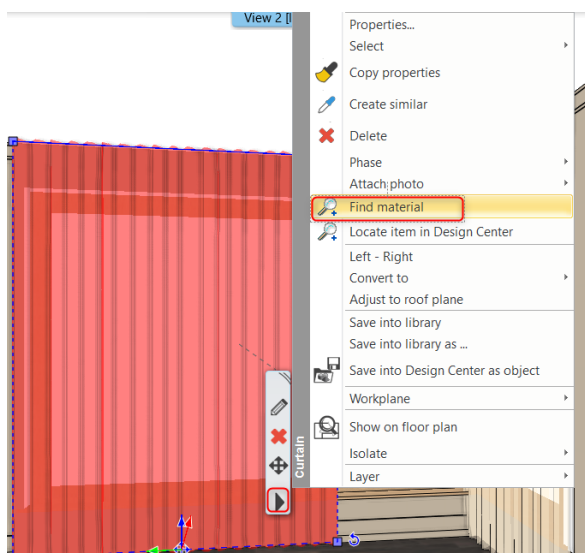 View 2 [
Properties...
Select
Copy properties
Create similar
Delete
Phase
Attach photo
Find material
Locate item in Design Center
Left - Right
Convert to
Adjust to roof plane
Save into library
Save into library as ...
Save into Design Center as object
Workplane
Show on floor plan
Isolate
Layer
Curtain